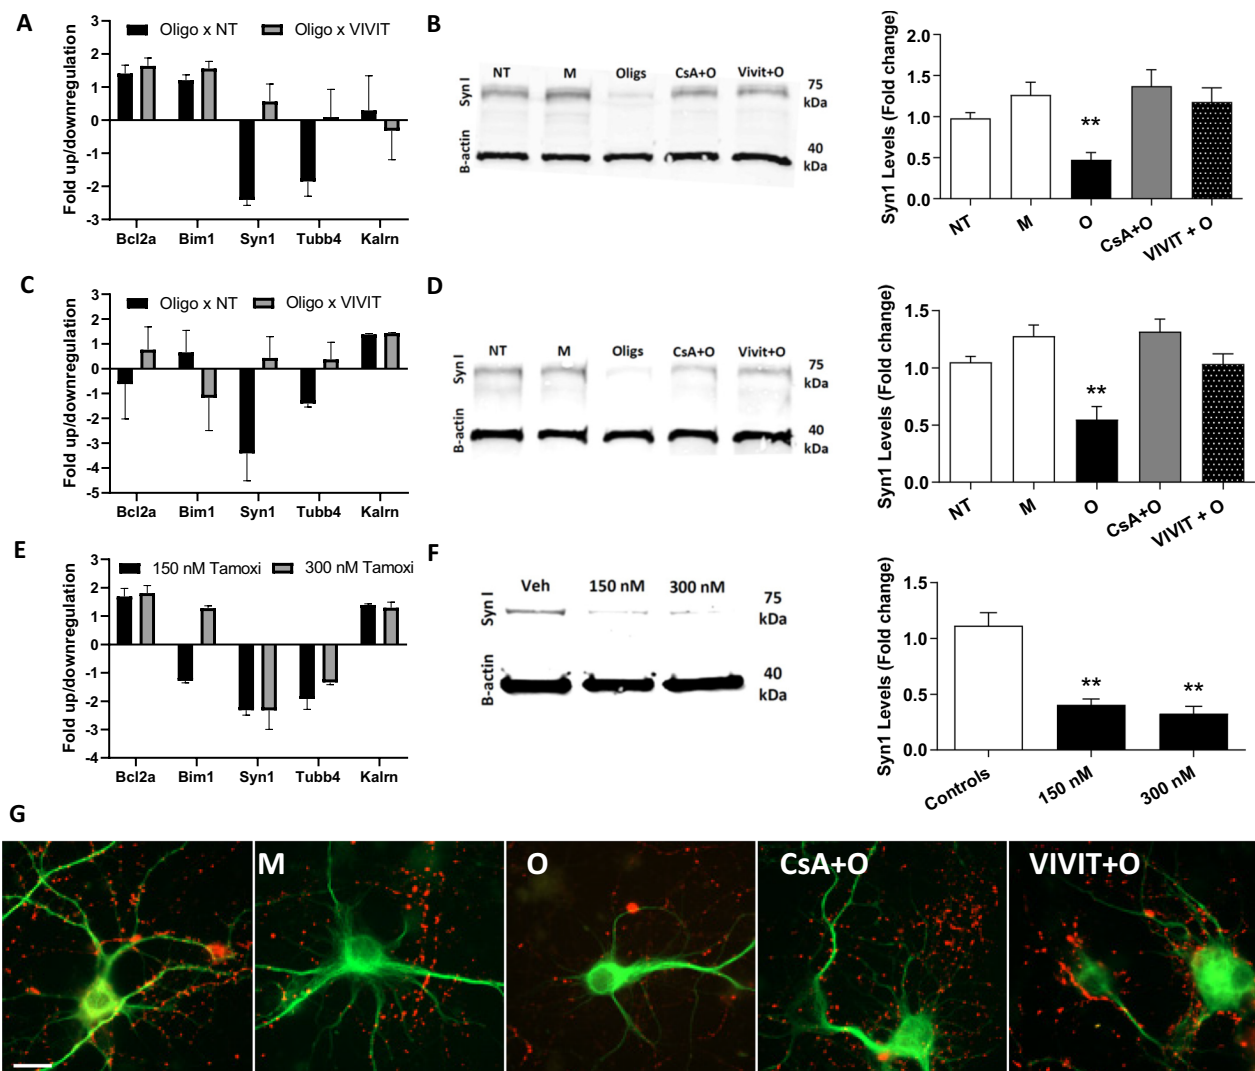 A
Oligo x NT
Oligo x VIVIT
Fold up/downregulation
3
2
1
0
-1
-2
-3
Bcl2a
Bim1
Syn1
Tubb4
Kalrn
B
NT
M
Oligs
CsA+O
Vivit+O
Syn I
75
kDa
B-actin
40
kDa
Syn1 Levels (Fold change)
2.0
1.5
1.0
0.5
0.0
**
NT
M
O
CsA+O
VIVIT + O
C
Oligo x NT
Oligo x VIVIT
Fold up/downregulation
3
2
1
0
-1
-2
-3
-4
-5
Bcl2a
Bim1
Syn1
Tubb4
Kalrn
D
NT
M
Oligs
CsA+O
Vivit+O
Syn I
75
kDa
B-actin
40
kDa
Syn1 Levels (Fold change)
1.5
1.0
0.5
0.0
**
NT
M
O
CsA+O
VIVIT + O
E
150 nM Tamoxi
300 nM Tamoxi
Fold up/downregulation
3
2
1
0
-1
-2
-3
-4
Bcl2a
Bim1
Syn1
Tubb4
Kalrn
F
Veh
150 nM
300 nM
Syn I
75
kDa
B-actin
40
kDa
Syn1 Levels (Fold change)
1.5
1.0
0.5
0.0
**
**
Controls
150 nM
300 nM
G
M
O
CsA+O
VIVIT+O